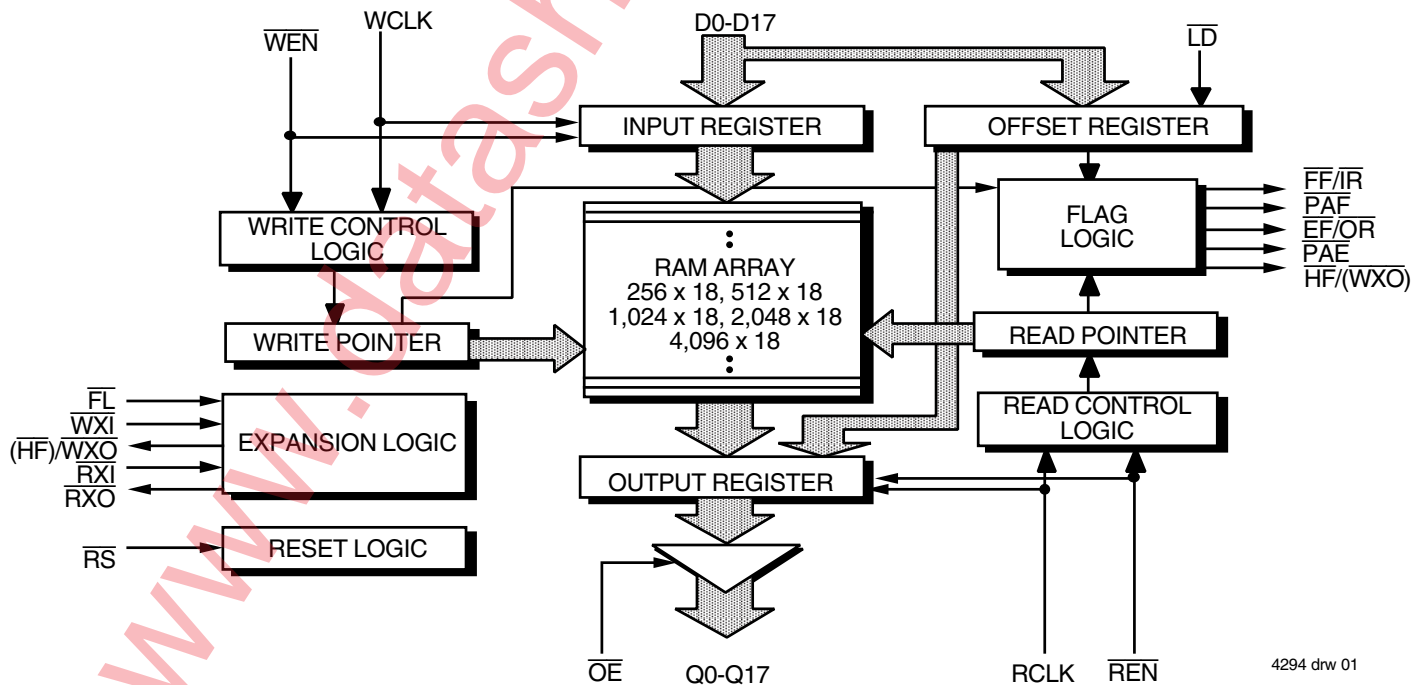 WEN WCLK D0-D17 LD
INPUT REGISTER
OFFSET REGISTER
WRITE CONTROL
LOGIC
FLAG
LOGIC
FF/IR
PAF
EF/OR
PAE
HF/(WXO)
RAM ARRAY
256 x 18, 512 x 18
1,024 x 18, 2,048 x 18
4,096 x 18
WRITE POINTER
READ POINTER
FL
WXI
(HF)/WXO
RXI
RXO
EXPANSION LOGIC
READ CONTROL
LOGIC
OUTPUT REGISTER
RS
RESET LOGIC
OE Q0-Q17 RCLK REN
4294 drw 01
www.datash